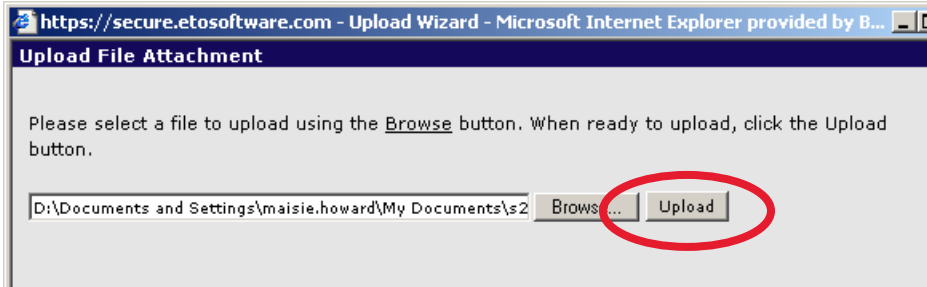 https://secure.etosoftware.com - Upload Wizard - Microsoft Internet Explorer provided by B...
Upload File Attachment
Please select a file to upload using the Browse button. When ready to upload, click the Upload
button.
D:\Documents and Settings\maisie.howard\My Documents\s2 Browse... Upload